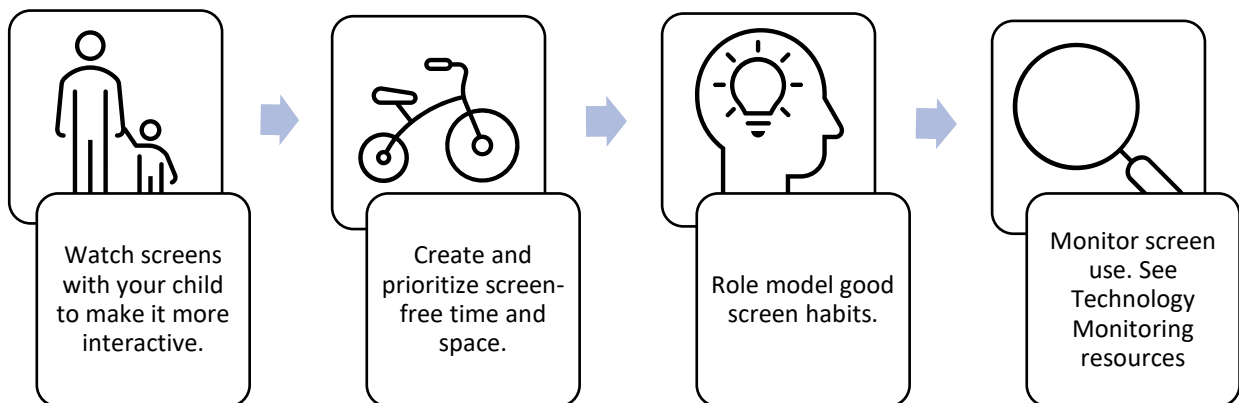 Watch screens
with your child
to make it more
interactive.
Create and
prioritize screen-
free time and
space.
Role model good
screen habits.
Monitor screen
use. See
Technology
Monitoring
resources